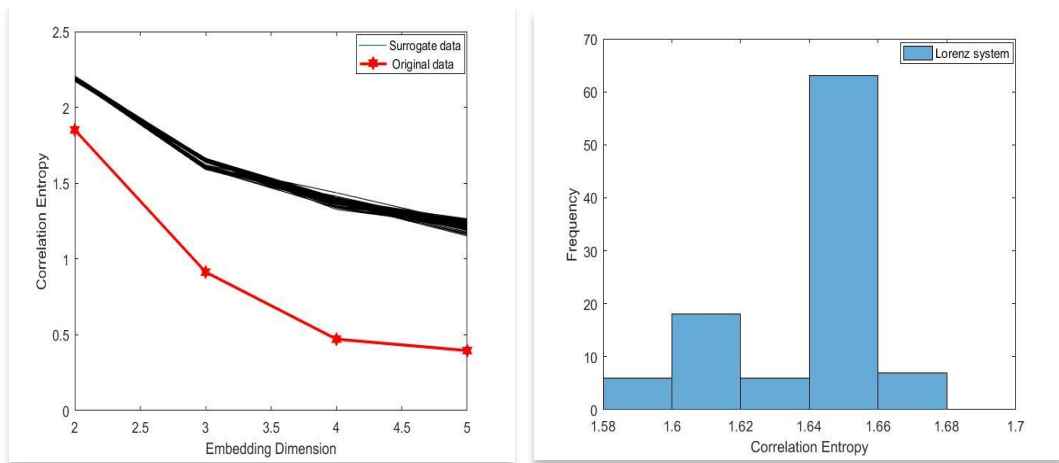 2.5
2
1.5
1
0.5
0
2 2.5 3 3.5 4 4.5 5
Correlation Entropy
Embedding Dimension
Surrogate data
Original data
70
60
50
40
30
20
10
0
1.58 1.6 1.62 1.64 1.66 1.68 1.7
Frequency
Correlation Entropy
Lorenz system